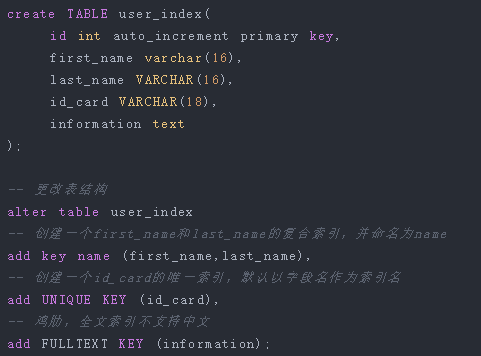 create TABLE user_index(
id int auto_increment primary key,
first_name varchar(16),
last_name VARCHAR(16),
id_card VARCHAR(18),
information text
);
-- 更改表结构
alter table user_index
-- 创建一个first_name和last_name的复合索引，并命名为name
add key name (first_name,last_name),
-- 创建一个id_card的唯一索引，默认以字段名作为索引名
add UNIQUE KEY (id_card),
-- 鸡肋，全文索引不支持中文
add FULLTEXT KEY (information);